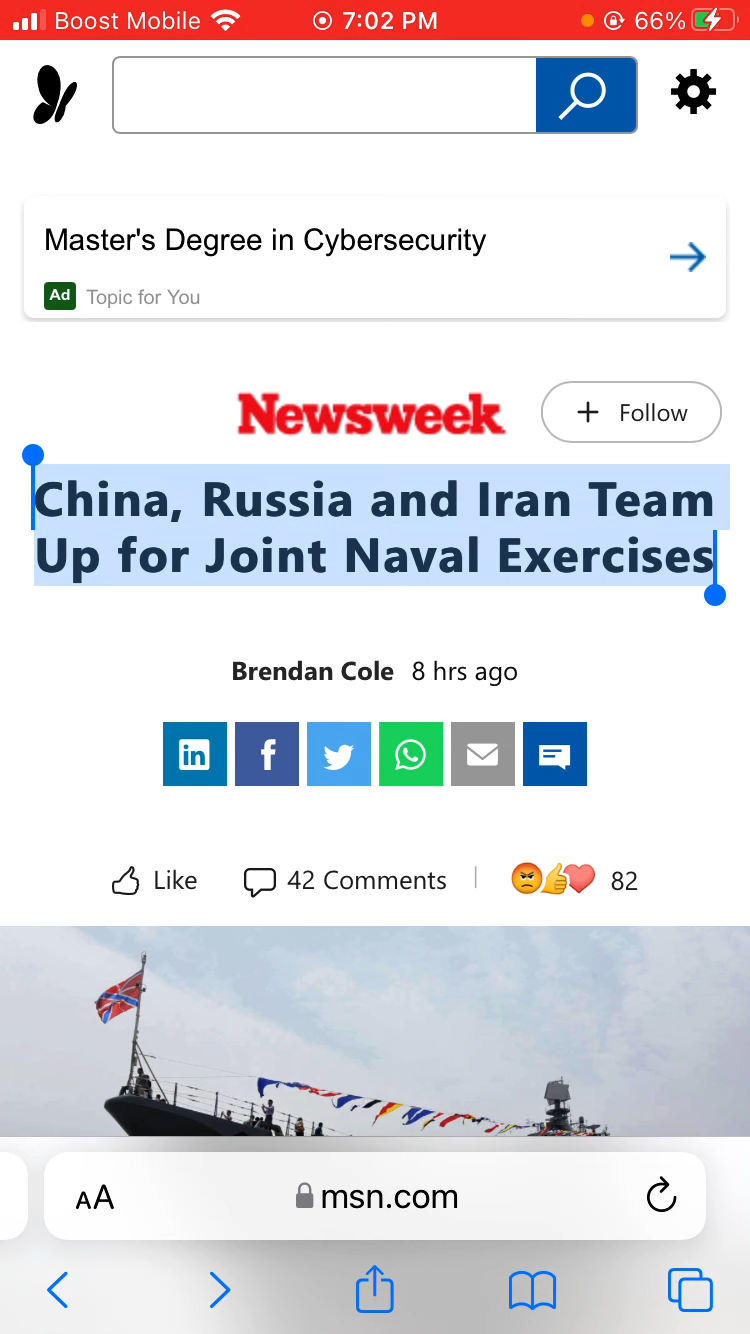 Boost Mobile 7:02 PM 66%
Master's Degree in Cybersecurity
Ad Topic for You
Newsweek + Follow
China, Russia and Iran Team
Up for Joint Naval Exercises
Brendan Cole 8 hrs ago
in f
Like 42 Comments 82
AA msn.com